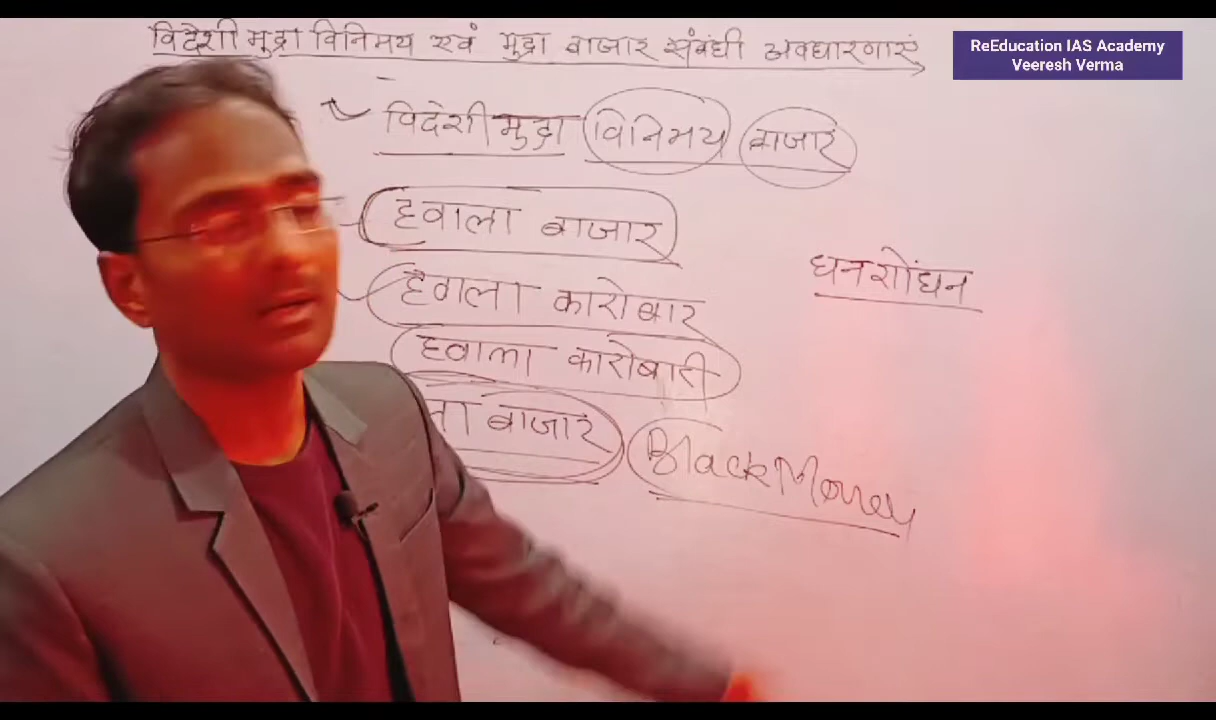 विदेशी मुद्रा विनिमय एवं मुद्रा बाजार संबंधी अवधारणाएं
ReEducation IAS Academy
Veeresh Verma
विदेशी मुद्रा विनिमय बाजार
हवाला बाजार
धनशोधन
हवाला कारोबार
हवाला कारोबारी
ला बाजार
Black Money